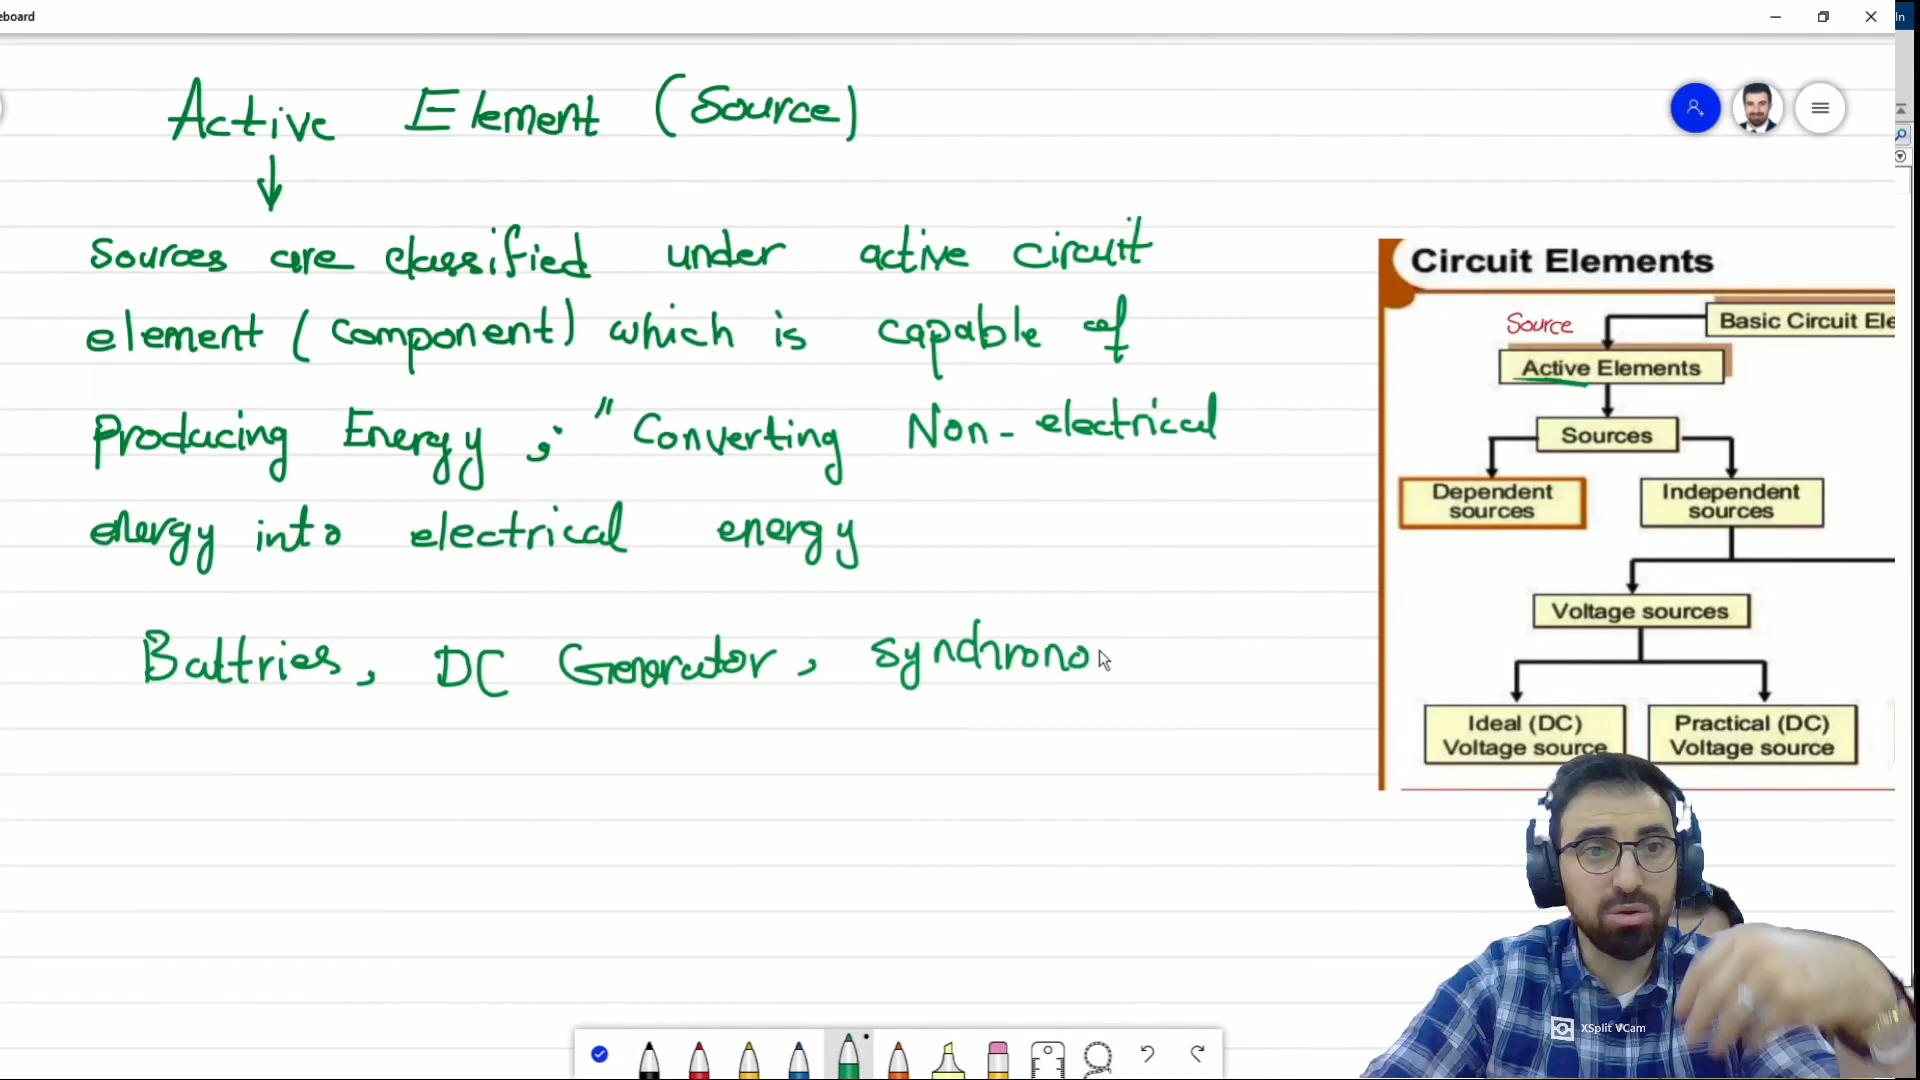 eboard
In
Active Element (Source)
Sources are classified under active circuit
element (component) which is capable of
Producing Energy ; " Converting Non-electrical
energy into electrical energy
Battries, DC Generator, Synchrono
Circuit Elements
Source
Basic Circuit Ele
Active Elements
Sources
Dependent
sources
Independent
sources
Voltage sources
Ideal (DC)
Voltage source
Practical (DC)
Voltage source
XSplit VCam